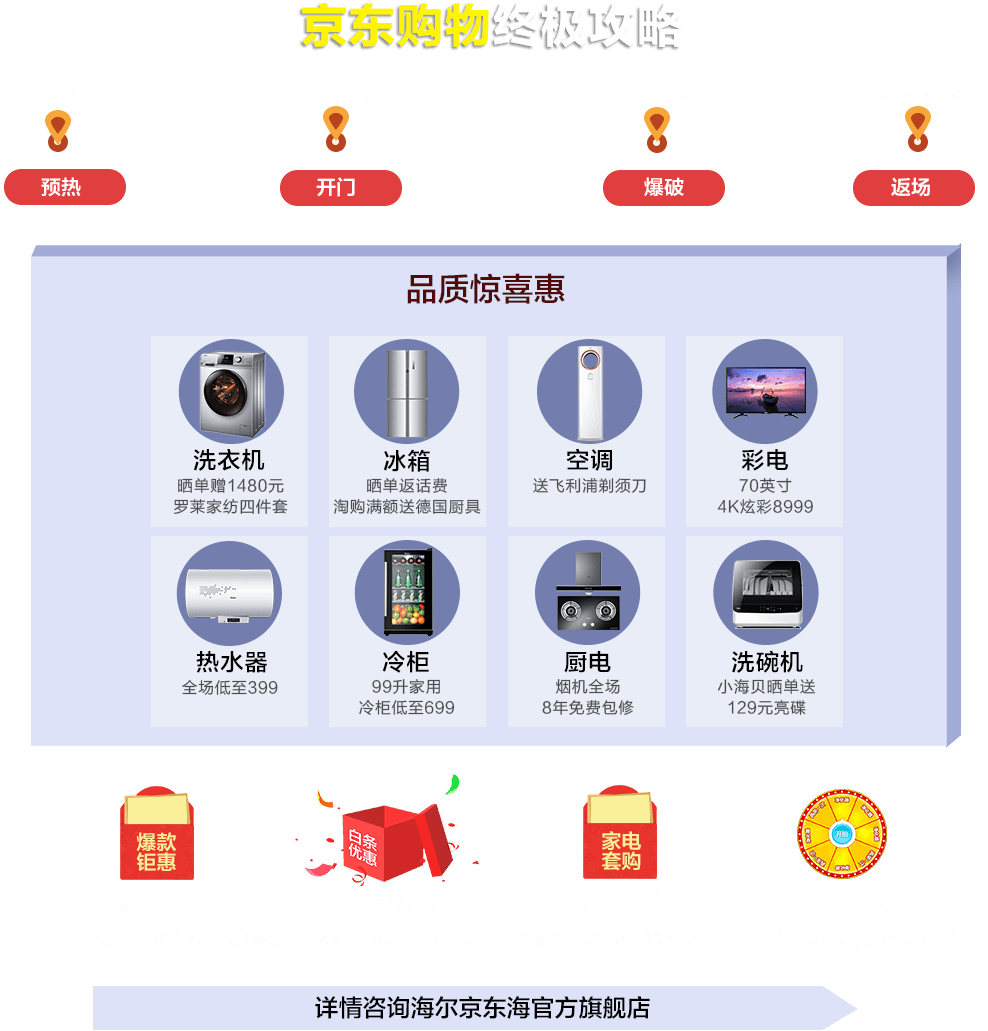 京东购物终极攻略
预热
开门
爆破
返场
品质惊喜惠
洗衣机
晒单赠1480元
罗莱家纺四件套
冰箱
晒单返话费
淘购满额送德国厨具
空调
送飞利浦剃须刀
彩电
70英寸
4K炫彩8999
热水器
全场低至399
冷柜
99升家用
冷柜低至699
厨电
烟机全场
8年免费包修
洗碗机
小海贝晒单送
129元亮碟
爆款
钜惠
白条
优惠
家电
套购
开始
详情咨询海尔京东海官方旗舰店